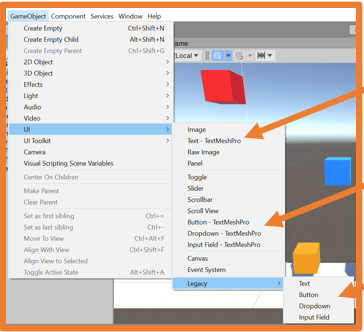 GameObject Component Services Window Help
Create Empty Ctrl+Shift+N
Create Empty Child Alt+Shift+N
Create Empty Parent Ctrl+Shift+G
ame
2D Object
Local
3D Object
Effects
Light
Audio
Video
UI
UI Toolkit
Camera
Visual Scripting Scene Variables
Center On Children
Make Parent
Clear Parent
Set as first sibling Ctrl+=
Set as last sibling Ctrl+-
Move To View Ctrl+Alt+F
Align With View Ctrl+Shift+F
Align View to Selected
Toggle Active State Alt+Shift+A
Image
Text - TextMeshPro
Raw Image
Panel
Toggle
Slider
Scrollbar
Scroll View
Button - TextMeshPro
Dropdown - TextMeshPro
Input Field - TextMeshPro
Canvas
Event System
Legacy
Text
Button
Dropdown
Input Field